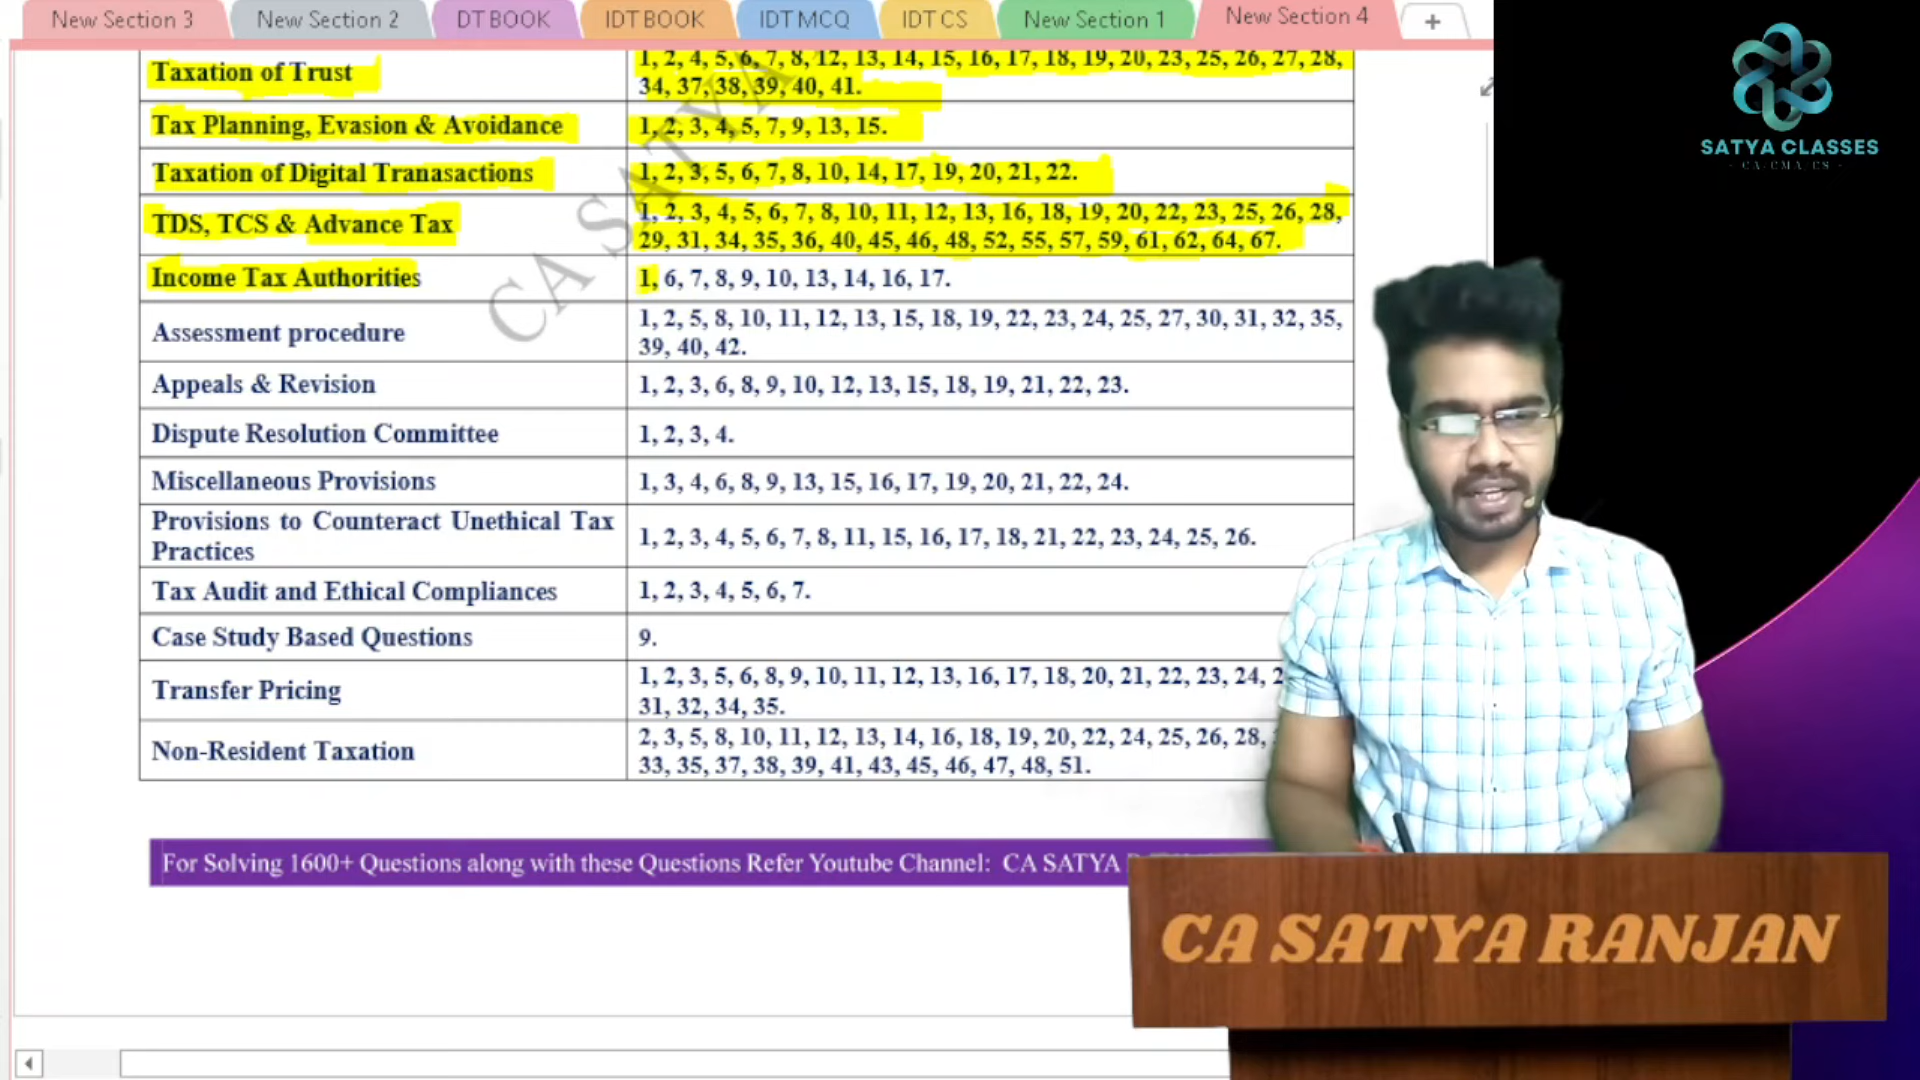 New Section 3
New Section 2
DT BOOK
IDT BOOK
IDT MCQ
IDT CS
New Section 1
New Section 4
+
SATYA CLASSES
- CA-CMA-CS -
Taxation of Trust
1, 2, 4, 5, 6, 7, 8, 12, 13, 14, 15, 16, 17, 18, 19, 20, 23, 25, 26, 27, 28,
34, 37, 38, 39, 40, 41.
Tax Planning, Evasion & Avoidance
1, 2, 3, 4, 5, 7, 9, 13, 15.
Taxation of Digital Tranasactions
1, 2, 3, 5, 6, 7, 8, 10, 14, 17, 19, 20, 21, 22.
TDS, TCS & Advance Tax
1, 2, 3, 4, 5, 6, 7, 8, 10, 11, 12, 13, 16, 18, 19, 20, 22, 23, 25, 26, 28,
29, 31, 34, 35, 36, 40, 45, 46, 48, 52, 55, 57, 59, 61, 62, 64, 67.
Income Tax Authorities
1, 6, 7, 8, 9, 10, 13, 14, 16, 17.
Assessment procedure
1, 2, 5, 8, 10, 11, 12, 13, 15, 18, 19, 22, 23, 24, 25, 27, 30, 31, 32, 35,
39, 40, 42.
Appeals & Revision
1, 2, 3, 6, 8, 9, 10, 12, 13, 15, 18, 19, 21, 22, 23.
Dispute Resolution Committee
1, 2, 3, 4.
Miscellaneous Provisions
1, 3, 4, 6, 8, 9, 13, 15, 16, 17, 19, 20, 21, 22, 24.
Provisions to Counteract Unethical Tax
Practices
1, 2, 3, 4, 5, 6, 7, 8, 11, 15, 16, 17, 18, 21, 22, 23, 24, 25, 26.
Tax Audit and Ethical Compliances
1, 2, 3, 4, 5, 6, 7.
Case Study Based Questions
9.
Transfer Pricing
1, 2, 3, 5, 6, 8, 9, 10, 11, 12, 13, 16, 17, 18, 20, 21, 22, 23, 24,
31, 32, 34, 35.
Non-Resident Taxation
2, 3, 5, 8, 10, 11, 12, 13, 14, 16, 18, 19, 20, 22, 24, 25, 26, 28,
33, 35, 37, 38, 39, 41, 43, 45, 46, 47, 48, 51.
CA SATYA
For Solving 1600+ Questions along with these Questions Refer Youtube Channel: CA SATYA
CA SATYA RANJAN